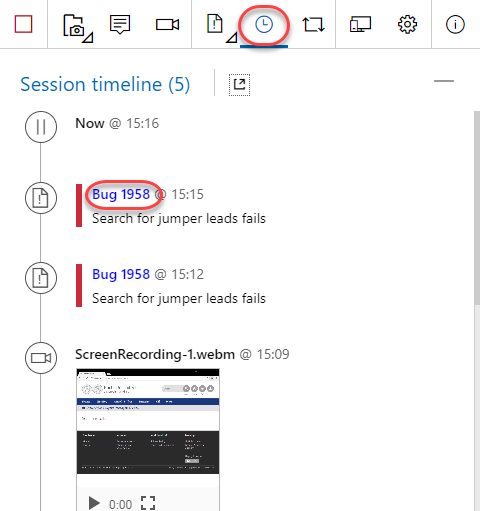 Session timeline (5)
Now @ 15:16
Bug 1958 @ 15:15
Search for jumper leads fails
Bug 1958 @ 15:12
Search for jumper leads fails
ScreenRecording-1.webm @ 15:09
0:00